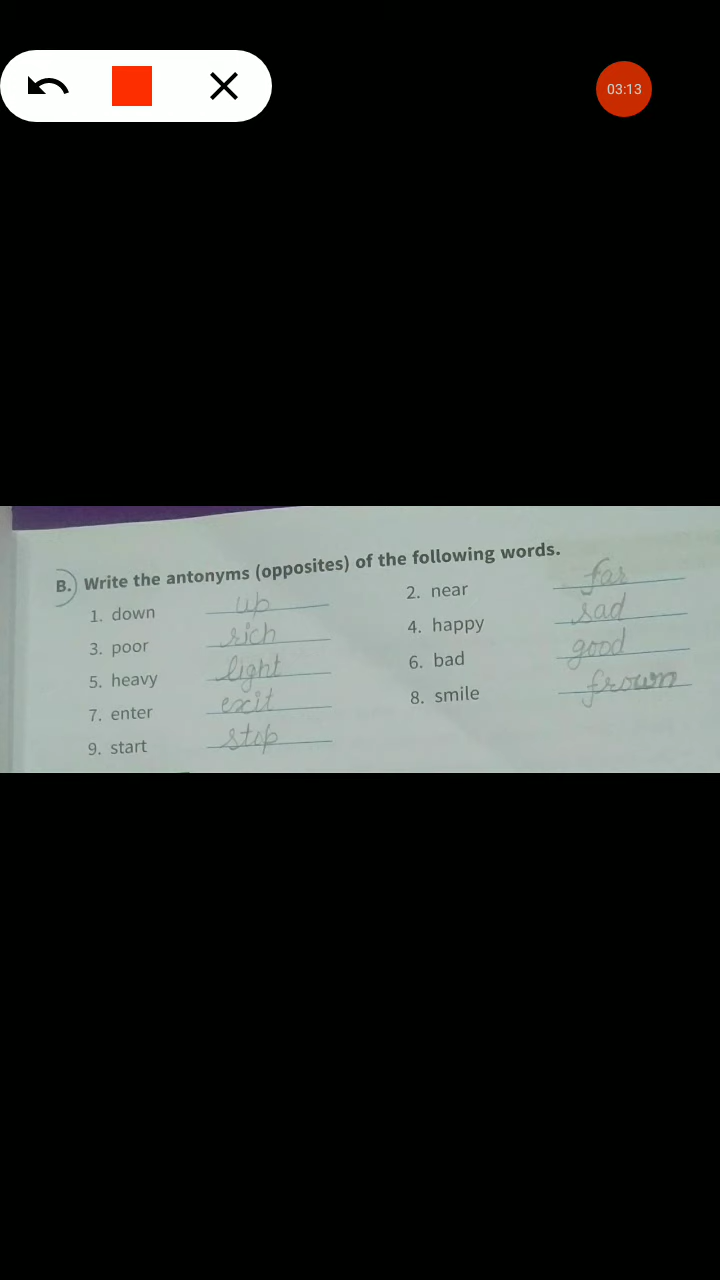 03:13
B. Write the antonyms (opposites) of the following words.
1. down up 2. near far
3. poor rich 4. happy sad
5. heavy light 6. bad good
7. enter exit 8. smile frown
9. start stop